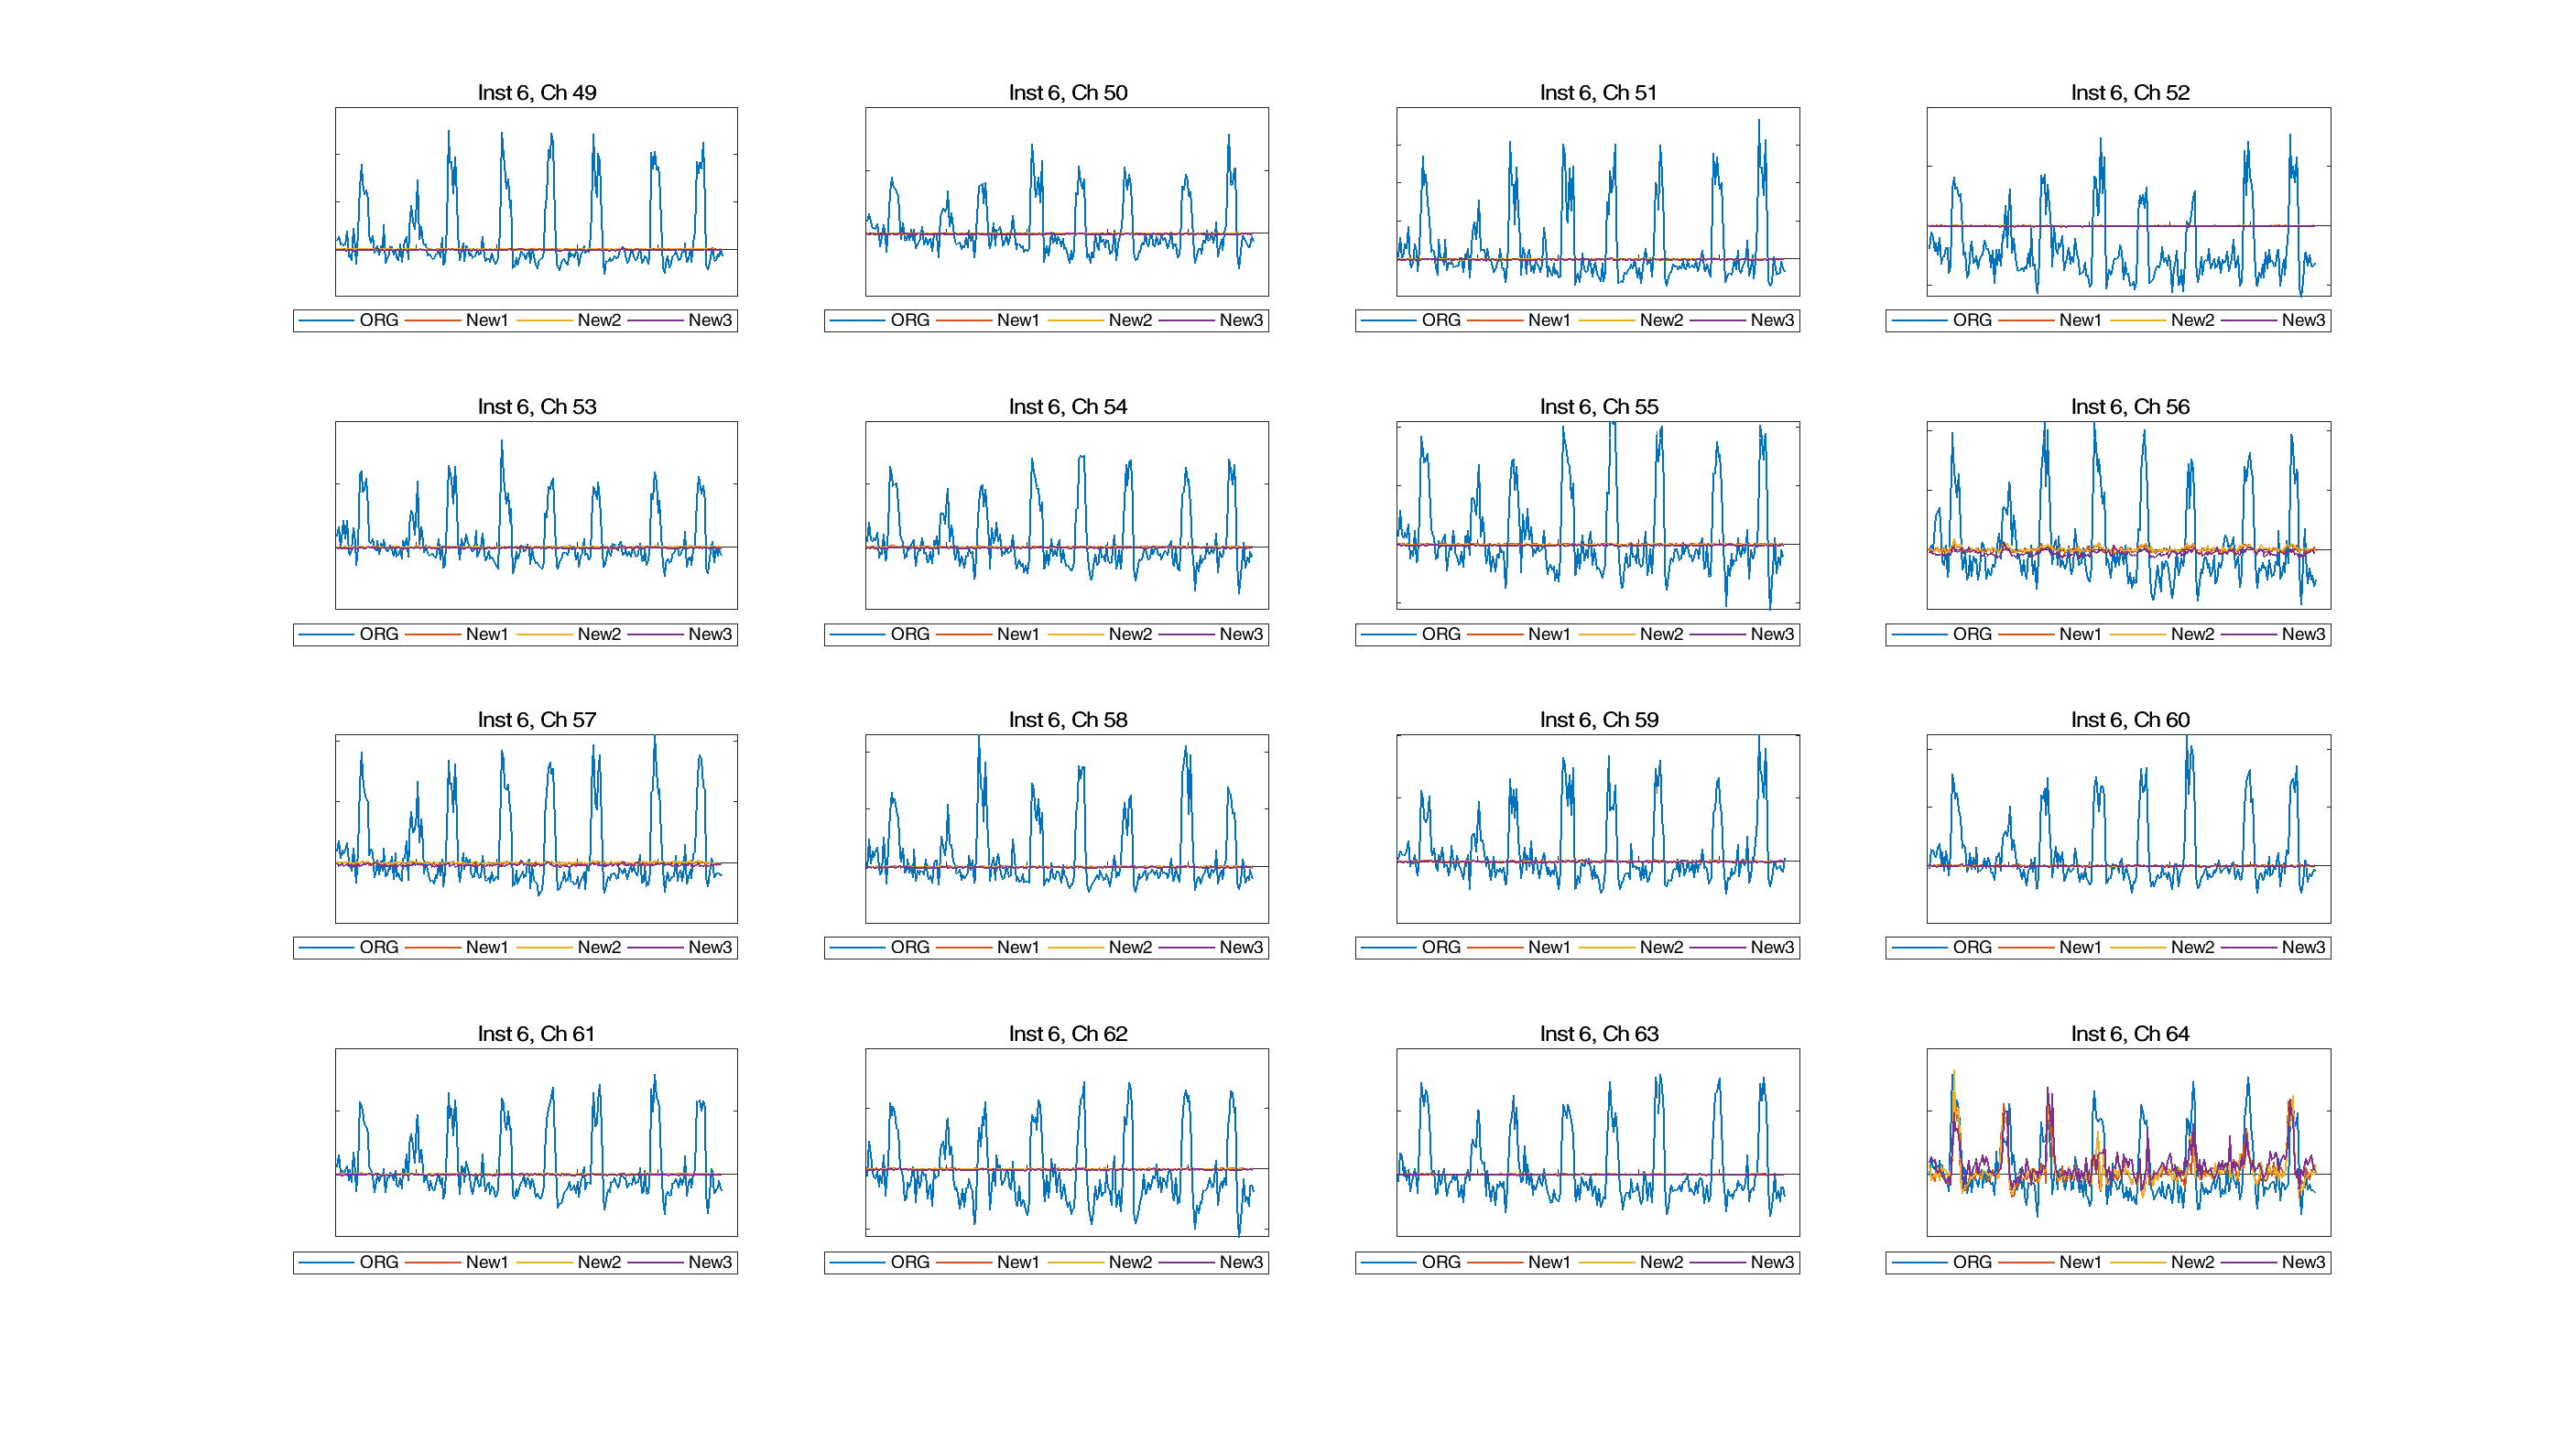 Inst 6, Ch 49
Inst 6, Ch 50
Inst 6, Ch 51
Inst 6, Ch 52
ORG New1 New2 New3
ORG New1 New2 New3
ORG New1 New2 New3
ORG New1 New2 New3
Inst 6, Ch 53
Inst 6, Ch 54
Inst 6, Ch 55
Inst 6, Ch 56
ORG New1 New2 New3
ORG New1 New2 New3
ORG New1 New2 New3
ORG New1 New2 New3
Inst 6, Ch 57
Inst 6, Ch 58
Inst 6, Ch 59
Inst 6, Ch 60
ORG New1 New2 New3
ORG New1 New2 New3
ORG New1 New2 New3
ORG New1 New2 New3
Inst 6, Ch 61
Inst 6, Ch 62
Inst 6, Ch 63
Inst 6, Ch 64
ORG New1 New2 New3
ORG New1 New2 New3
ORG New1 New2 New3
ORG New1 New2 New3